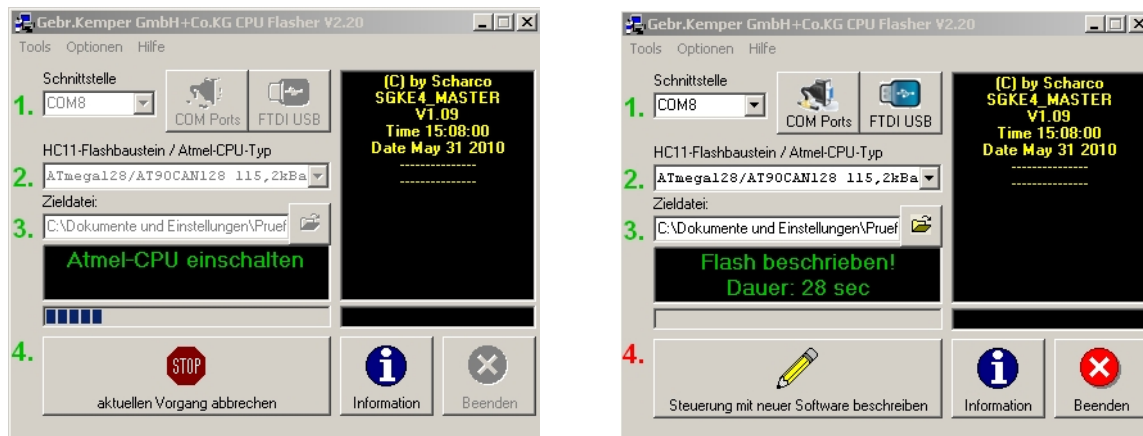 Gebr.Kemper GmbH+Co.KG CPU Flasher V2.20
Tools Optionen Hilfe
Schnittstelle
1. COM8
COM Ports
FTDI USB
HC11-Flashbaustein / Atmel-CPU-Typ
2. ATmega128/AT90CAN128 115,2kBa
Zieldatei:
3. C:\Dokumente und Einstellungen\Pruef
Atmel-CPU einschalten
4.
STOP
aktuellen Vorgang abbrechen
(C) by Scharco
SGKE4_MASTER
V1.09
Time 15:08:00
Date May 31 2010
---------------
---------------
Information
Beenden
Gebr.Kemper GmbH+Co.KG CPU Flasher V2.20
Tools Optionen Hilfe
Schnittstelle
1. COM8
COM Ports
FTDI USB
HC11-Flashbaustein / Atmel-CPU-Typ
2. ATmega128/AT90CAN128 115,2kBa
Zieldatei:
3. C:\Dokumente und Einstellungen\Pruef
Flash beschrieben!
Dauer: 28 sec
4.
Steuerung mit neuer Software beschreiben
(C) by Scharco
SGKE4_MASTER
V1.09
Time 15:08:00
Date May 31 2010
---------------
---------------
Information
Beenden